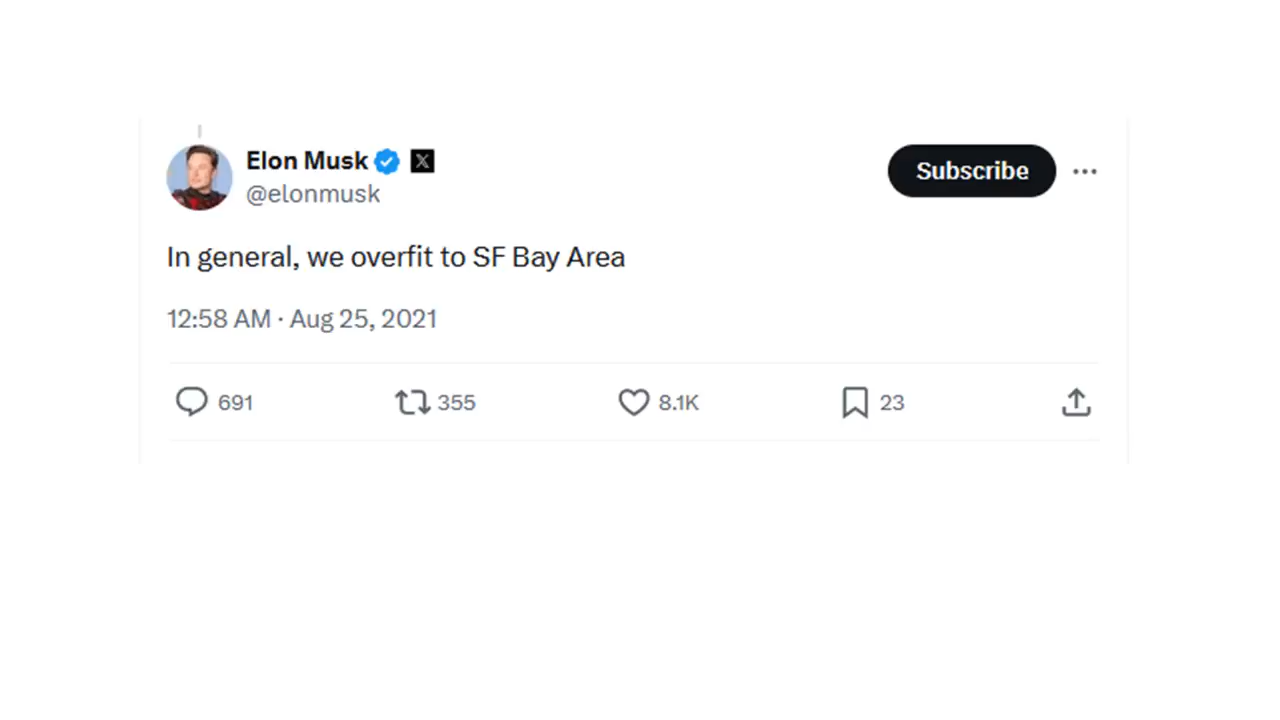 Elon Musk
Subscribe
@elonmusk
In general, we overfit to SF Bay Area
12:58 AM · Aug 25, 2021
691 355 8.1K 23